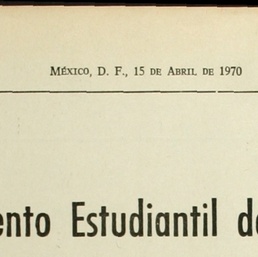 México, D. F., 15 de Abril de 1970
ento Estudiantil d